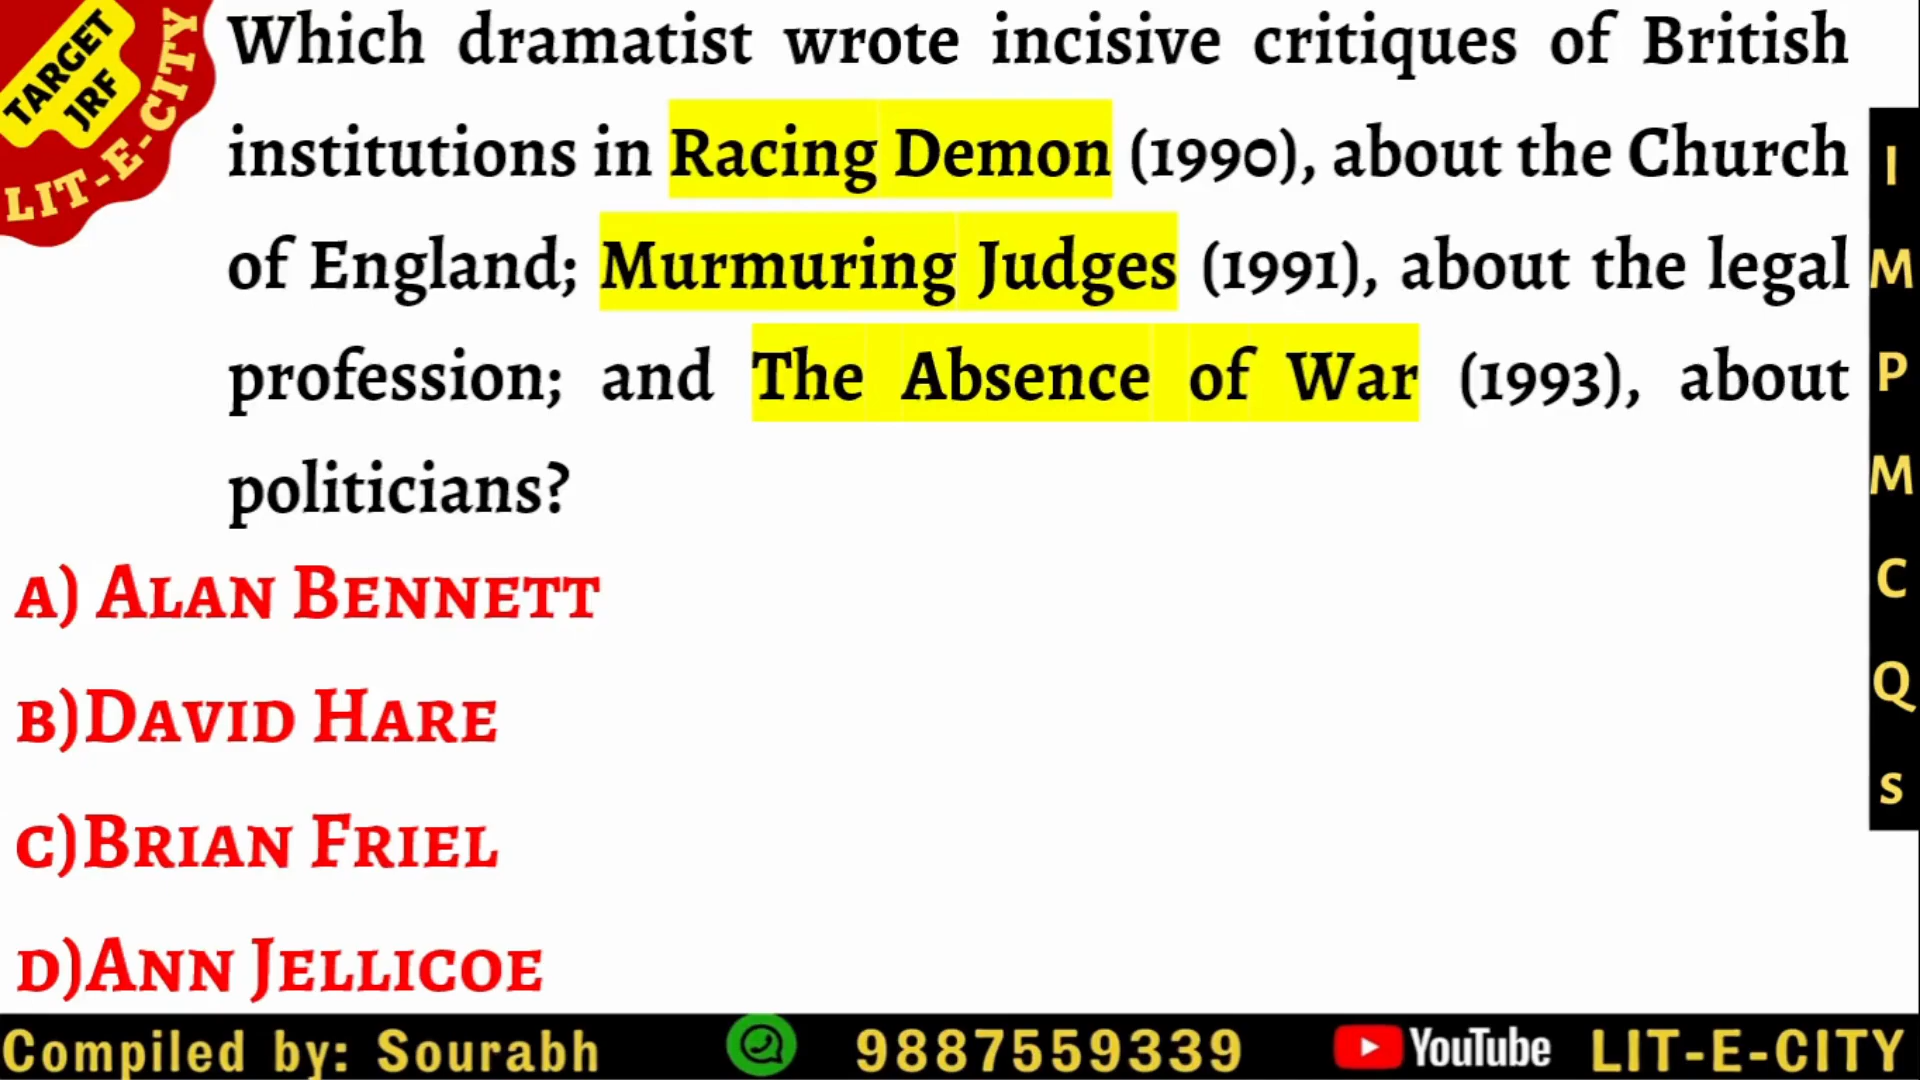 TARGET
JRF
LIT-E-CITY
Which dramatist wrote incisive critiques of British
institutions in Racing Demon (1990), about the Church
of England; Murmuring Judges (1991), about the legal
profession; and The Absence of War (1993), about
politicians?
A) ALAN BENNETT
B)DAVID HARE
C)BRIAN FRIEL
D)ANN JELLICOE
I
M
P
M
C
Q
s
Compiled by: Sourabh 9887559339 YouTube LIT-E-CITY